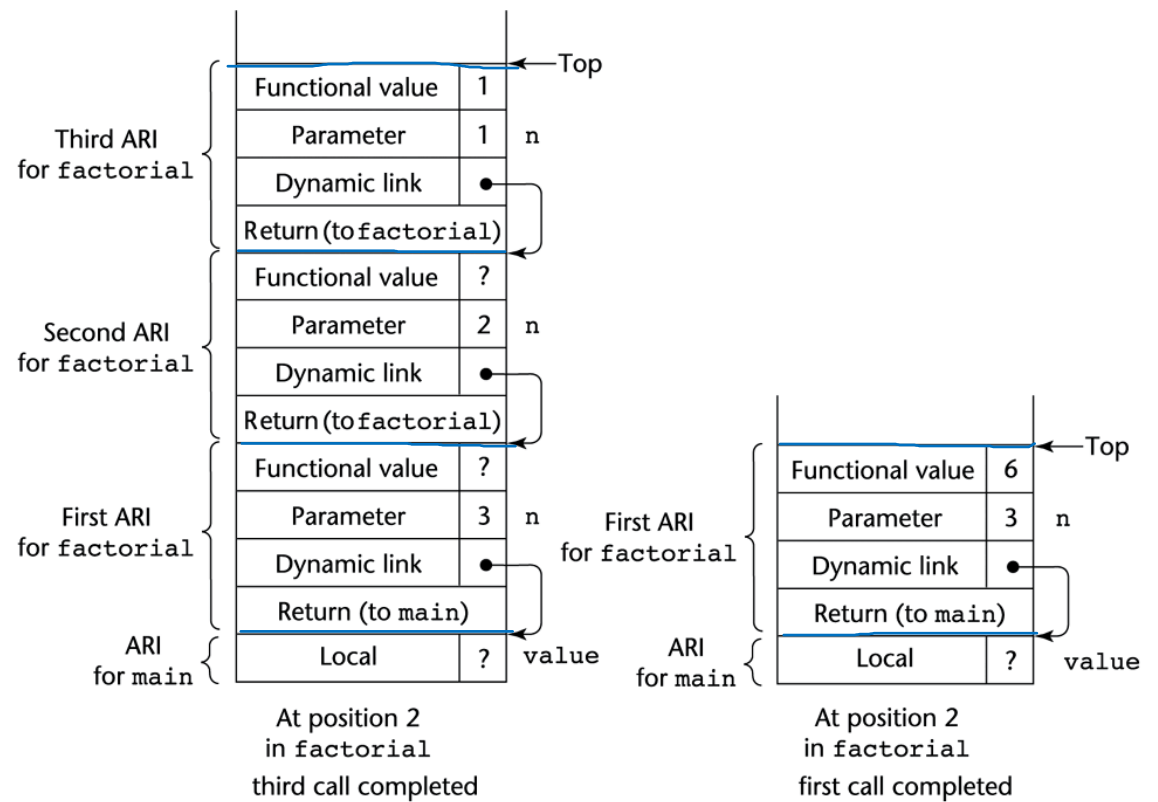 Top
Functional value 1
Third ARI
for factorial
Parameter 1 n
Dynamic link
Return (to factorial)
Functional value ?
Second ARI
for factorial
Parameter 2 n
Dynamic link
Return (to factorial)
Functional value ?
First ARI
for factorial
Parameter 3 n
Dynamic link
Return (to main)
ARI
for main
Local ? value
At position 2
in factorial
third call completed
Top
Functional value 6
First ARI
for factorial
Parameter 3 n
Dynamic link
Return (to main)
ARI
for main
Local ? value
At position 2
in factorial
first call completed